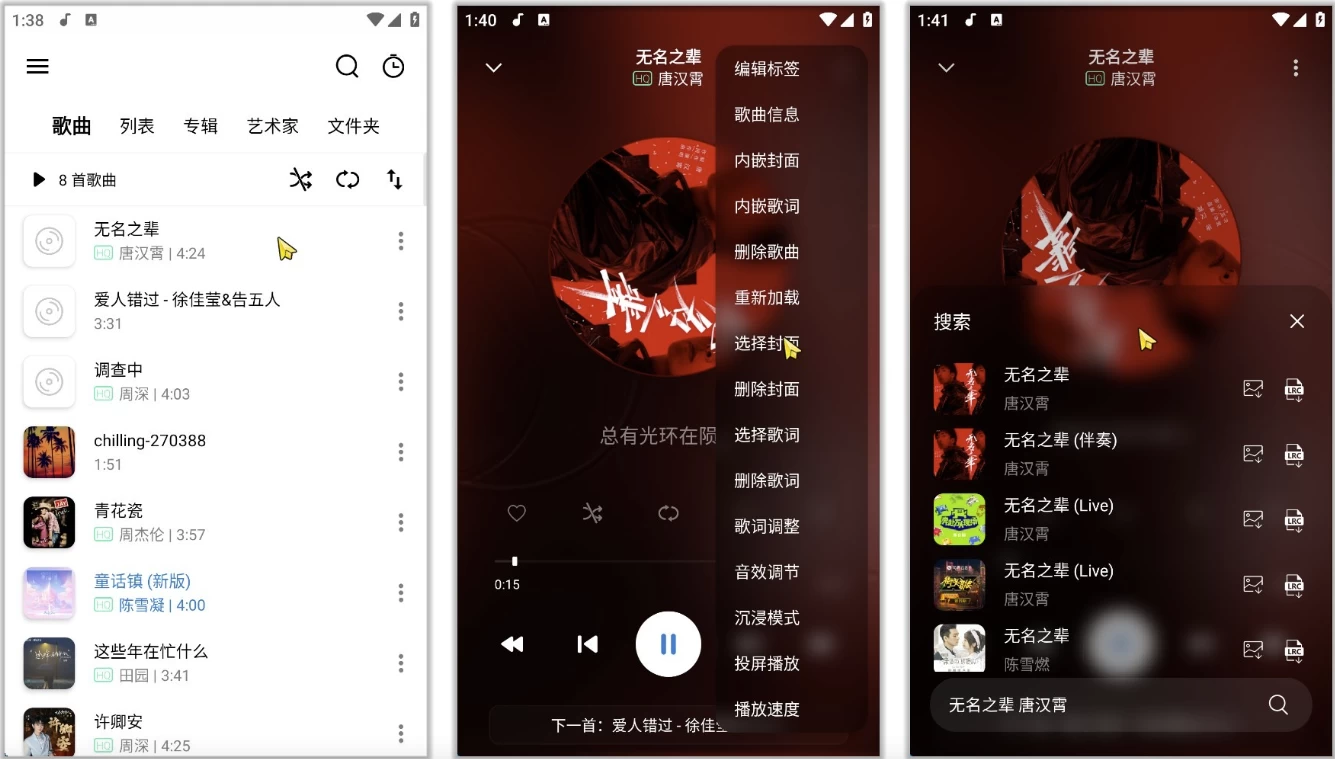 1:38
歌曲 列表 专辑 艺术家 文件夹
8 首歌曲
无名之辈
HQ 唐汉霄 | 4:24
爱人错过 - 徐佳莹&告五人
3:31
调查中
HQ 周深 | 4:03
chilling-270388
1:51
青花瓷
HQ 周杰伦 | 3:57
童话镇 (新版)
HQ 陈雪凝 | 4:00
这些年在忙什么
HQ 田园 | 3:41
许卿安
HQ 周深 | 4:25
1:40
无名之辈
HQ 唐汉霄
总有光环在陨
0:15
下一首：爱人错过 - 徐佳莹
编辑标签
歌曲信息
内嵌封面
内嵌歌词
删除歌曲
重新加载
选择封面
删除封面
选择歌词
删除歌词
歌词调整
音效调节
沉浸模式
投屏播放
播放速度
1:41
无名之辈
HQ 唐汉霄
搜索
无名之辈
唐汉霄
LRC
无名之辈 (伴奏)
唐汉霄
LRC
无名之辈 (Live)
唐汉霄
LRC
无名之辈 (Live)
唐汉霄
LRC
无名之辈
陈雪燃
LRC
无名之辈 唐汉霄